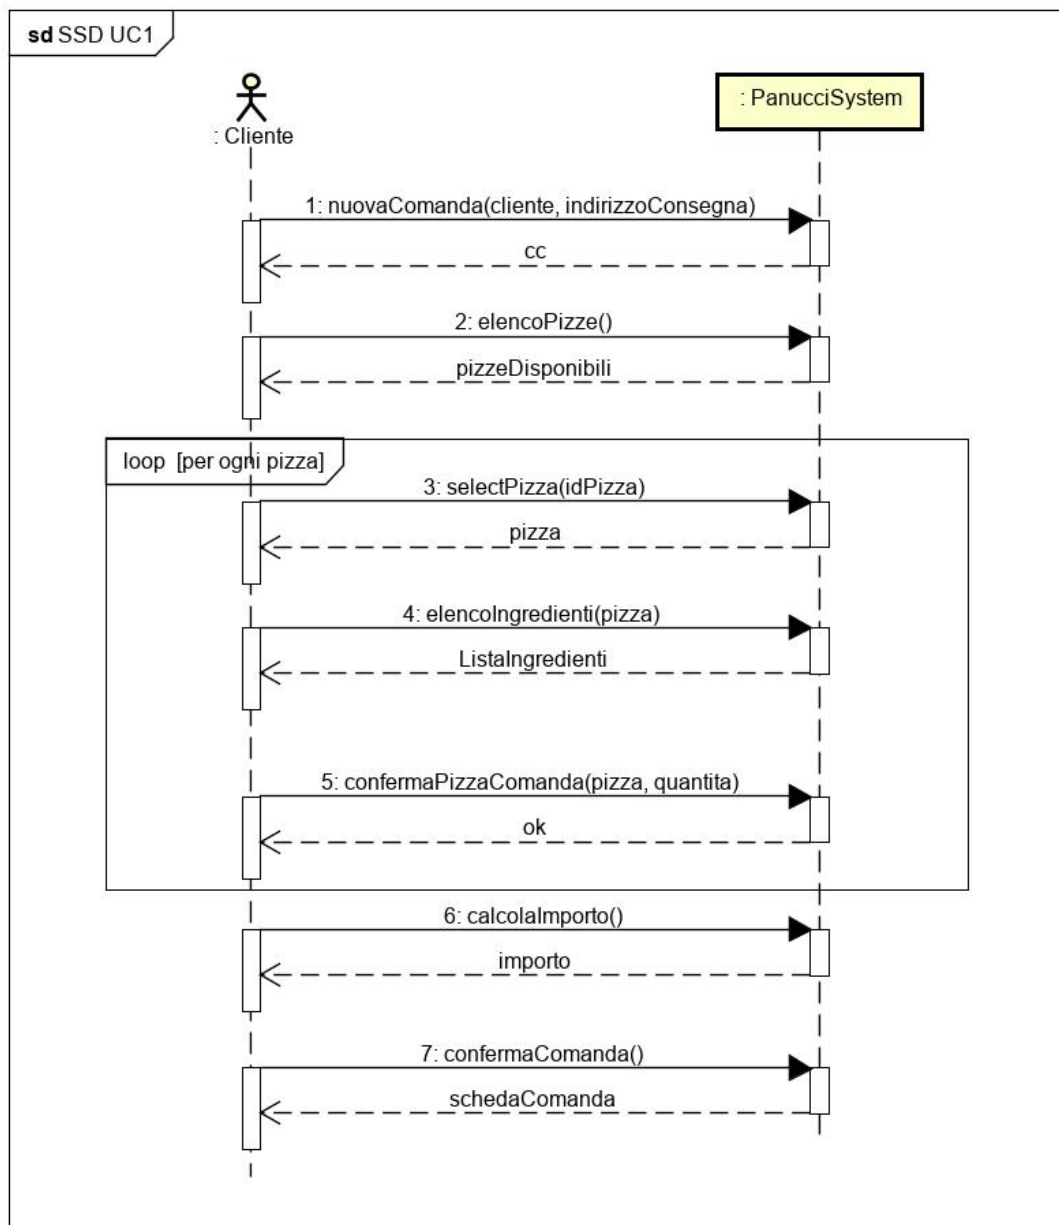 sd SSD UC1
: Cliente
: PanucciSystem
1: nuovaComanda(cliente, indirizzoConsegna)
cc
2: elencoPizze()
pizzeDisponibili
loop [per ogni pizza]
3: selectPizza(idPizza)
pizza
4: elencoIngredienti(pizza)
ListaIngredienti
5: confermaPizzaComanda(pizza, quantita)
ok
6: calcolaImporto()
importo
7: confermaComanda()
schedaComanda